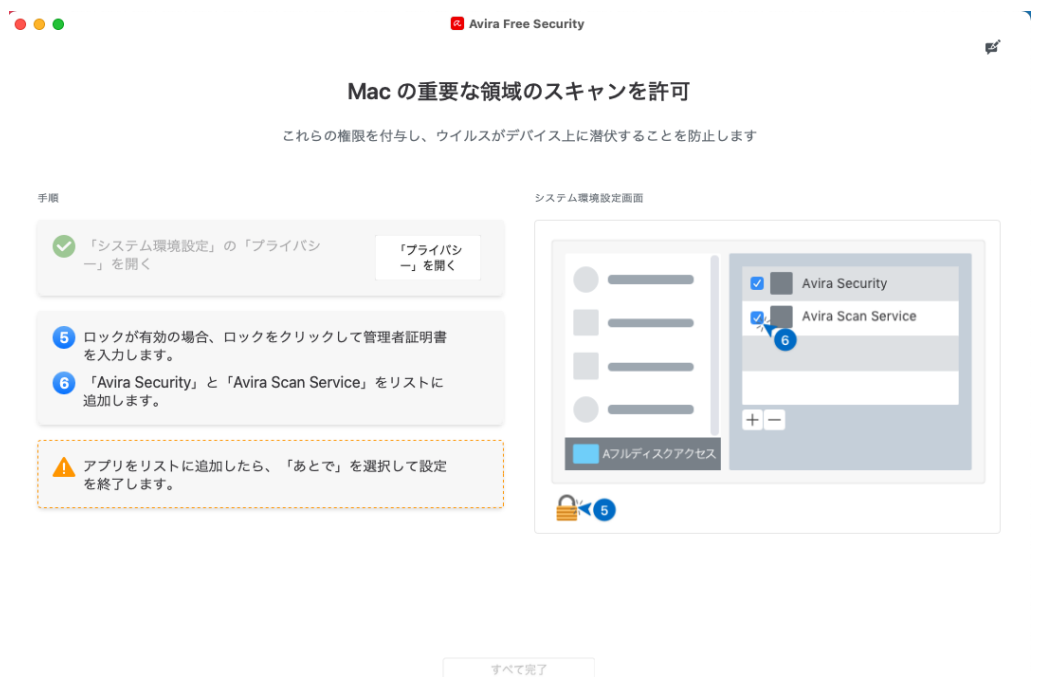 Avira Free Security
Mac の重要な領域のスキャンを許可
これらの権限を付与し、ウイルスがデバイス上に潜伏することを防止します
手順
「システム環境設定」の「プライバシ
ー」を開く
「プライバシ
ー」を開く
5 ロックが有効の場合、ロックをクリックして管理者証明書
を入力します。
6 「Avira Security」と「Avira Scan Service」をリストに
追加します。
アプリをリストに追加したら、「あとで」を選択して設定
を終了します。
システム環境設定画面
Avira Security
Avira Scan Service
6
Aフルディスクアクセス
5
すべて完了